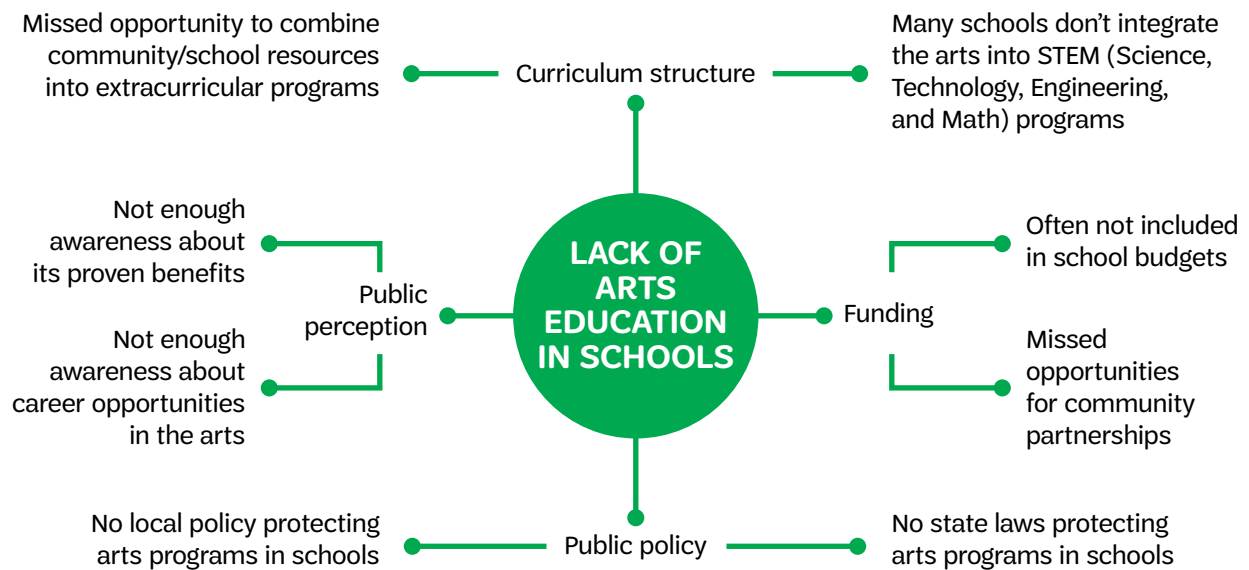 Missed opportunity to combine
community/school resources
into extracurricular programs
Curriculum structure
Many schools don’t integrate
the arts into STEM (Science,
Technology, Engineering,
and Math) programs
Not enough
awareness about
its proven benefits
Public
perception
Not enough
awareness about
career opportunities
in the arts
LACK OF
ARTS
EDUCATION
IN SCHOOLS
Funding
Often not included
in school budgets
Missed
opportunities
for community
partnerships
No local policy protecting
arts programs in schools
Public policy
No state laws protecting
arts programs in schools